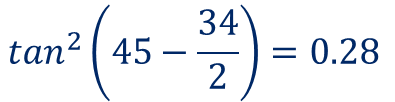 tan² (45 − 34/2) = 0.28